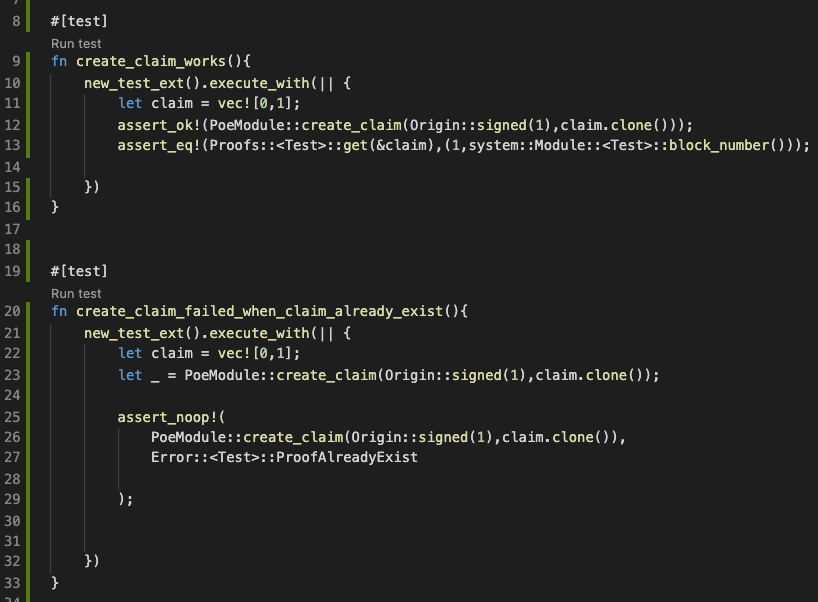 8 #[test]
Run test
9 fn create_claim_works(){
10 new_test_ext().execute_with(|| {
11 let claim = vec![0,1];
12 assert_ok!(PoeModule::create_claim(Origin::signed(1),claim.clone()));
13 assert_eq!(Proofs::<Test>::get(&claim),(1,system::Module::<Test>::block_number()));
14
15 })
16 }
17
18
19 #[test]
Run test
20 fn create_claim_failed_when_claim_already_exist(){
21 new_test_ext().execute_with(|| {
22 let claim = vec![0,1];
23 let _ = PoeModule::create_claim(Origin::signed(1),claim.clone());
24
25 assert_noop!(
26 PoeModule::create_claim(Origin::signed(1),claim.clone()),
27 Error::<Test>::ProofAlreadyExist
28
29 );
30
31
32 })
33 }